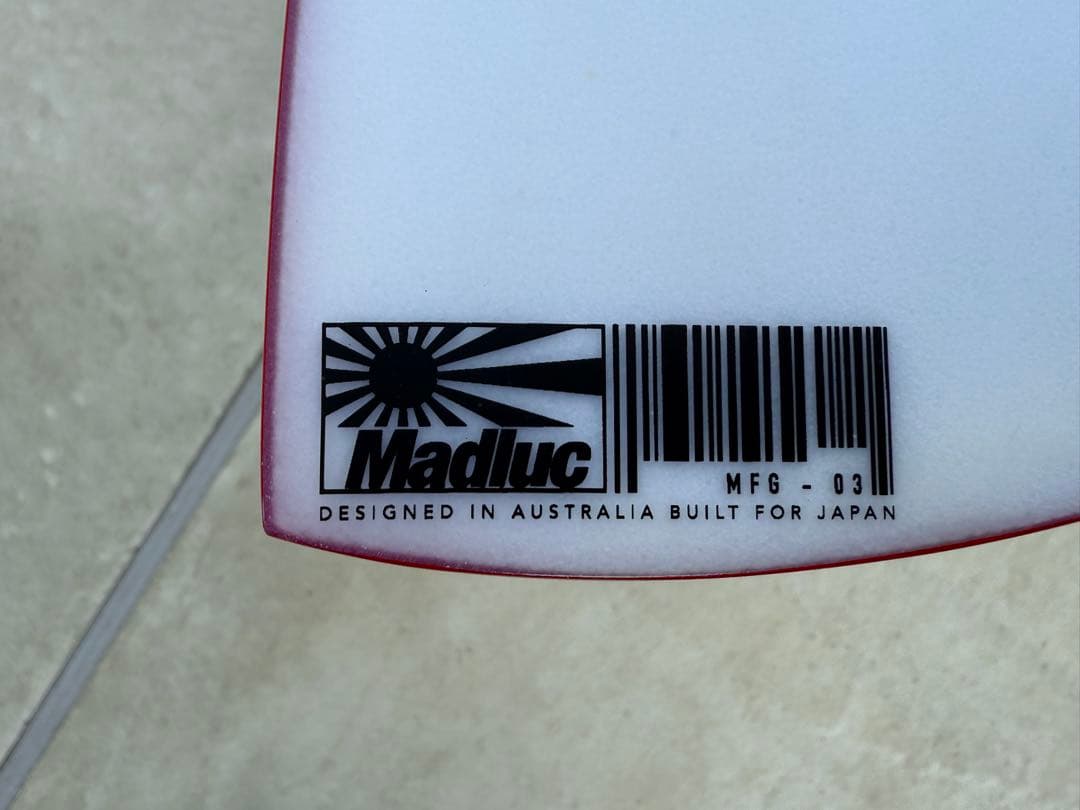 Madluc
MFG - 03
DESIGNED IN AUSTRALIA BUILT FOR JAPAN